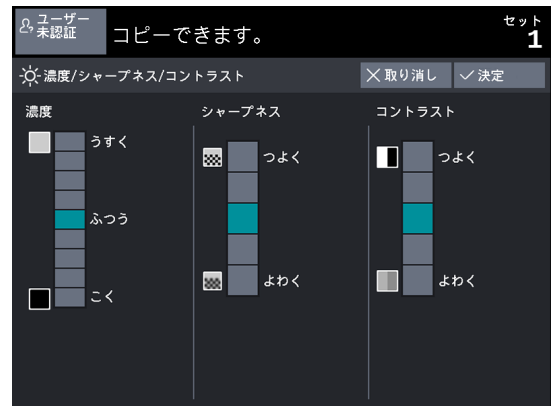 ユーザー
未認証
コピーできます。
セット
1
濃度/シャープネス/コントラスト
取り消し
決定
濃度
うすく
ふつう
こく
シャープネス
つよく
よわく
コントラスト
つよく
よわく